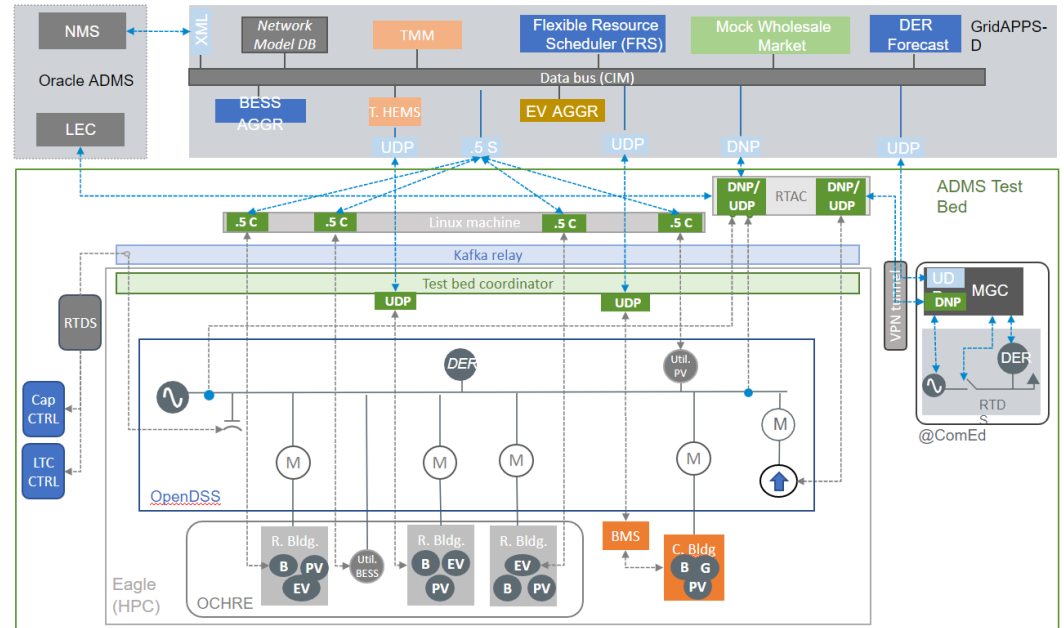 NMS
Oracle ADMS
LEC
XML
Network
Model DB
TMM
Flexible Resource
Scheduler (FRS)
Mock Wholesale
Market
DER
Forecast
GridAPPS-
D
Data bus (CIM)
BESS
AGGR
T. HEMS
EV AGGR
UDP
.5 S
UDP
DNP
UDP
ADMS Test
Bed
DNP/
UDP
RTAC
DNP/
UDP
.5 C
.5 C
Linux machine
.5 C
.5 C
Kafka relay
Test bed coordinator
UDP
UDP
VPN tunnel
UD
MGC
DNP
DER
RTD
S
@ComEd
RTDS
Cap
CTRL
LTC
CTRL
DER
Util.
PV
M
M
M
M
M
OpenDSS
R. Bldg.
B
PV
EV
Util.
BESS
R. Bldg.
B
EV
PV
R. Bldg.
EV
B
PV
BMS
C. Bldg
B
G
PV
OCHRE
Eagle
(HPC)